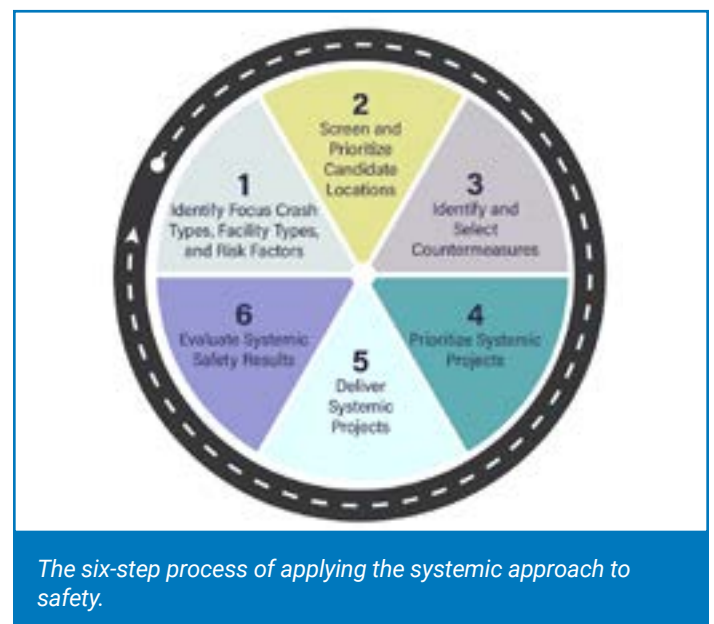 1
Identify Focus Crash
Types, Facility Types,
and Risk Factors
2
Screen and
Prioritize
Candidate
Locations
3
Identify and
Select
Countermeasures
4
Prioritize Systemic
Projects
5
Deliver
Systemic
Projects
6
Evaluate Systemic
Safety Results
The six-step process of applying the systemic approach to
safety.